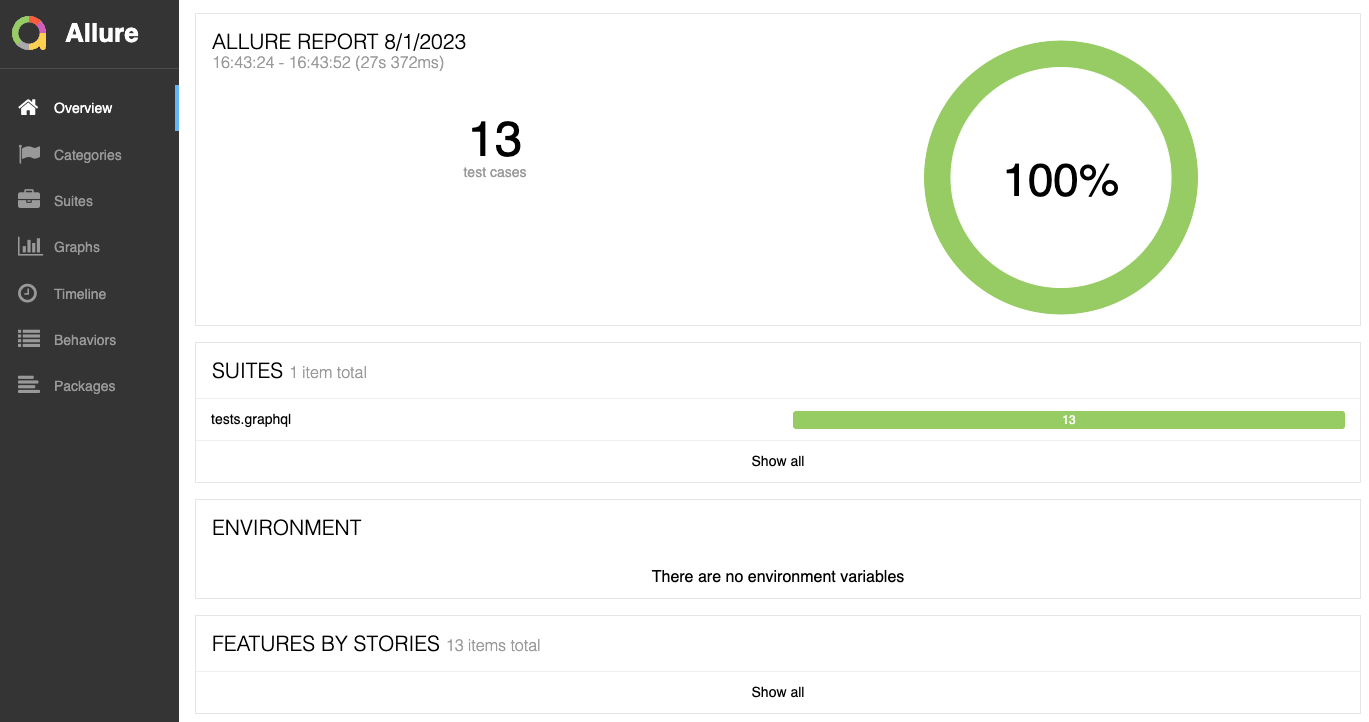 Allure
Overview
Categories
Suites
Graphs
Timeline
Behaviors
Packages
ALLURE REPORT 8/1/2023
16:43:24 - 16:43:52 (27s 372ms)
13
test cases
100%
SUITES 1 item total
tests.graphql 13
Show all
ENVIRONMENT
There are no environment variables
FEATURES BY STORIES 13 items total
Show all